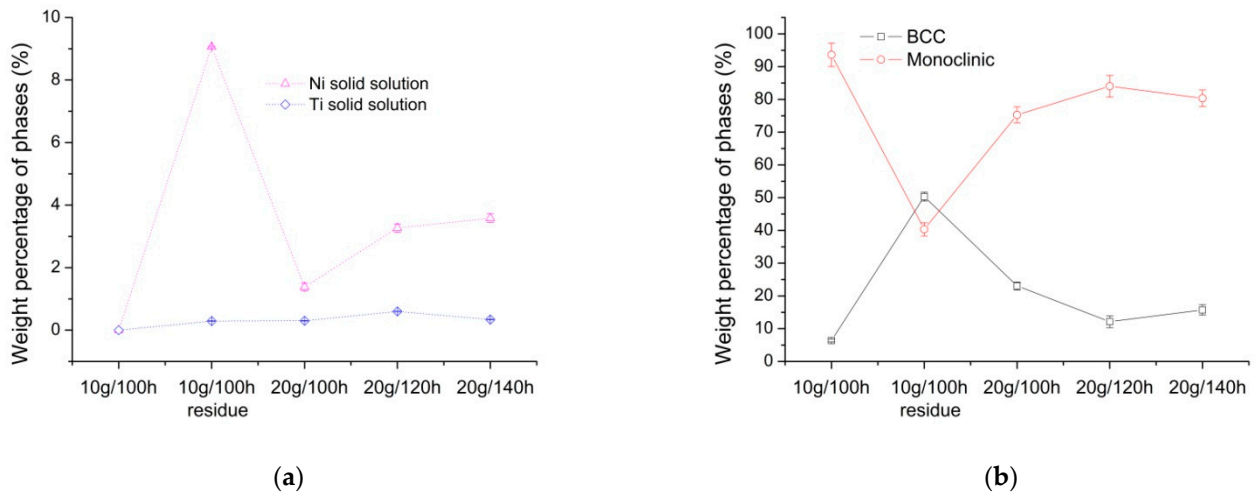 10
8
6
4
2
0
Weight percentage of phases (%)
Ni solid solution
Ti solid solution
10g/100h
10g/100h
residue
20g/100h
20g/120h
20g/140h
(a)
100
90
80
70
60
50
40
30
20
10
0
Weight percentage of phases (%)
BCC
Monoclinic
10g/100h
10g/100h
residue
20g/100h
20g/120h
20g/140h
(b)